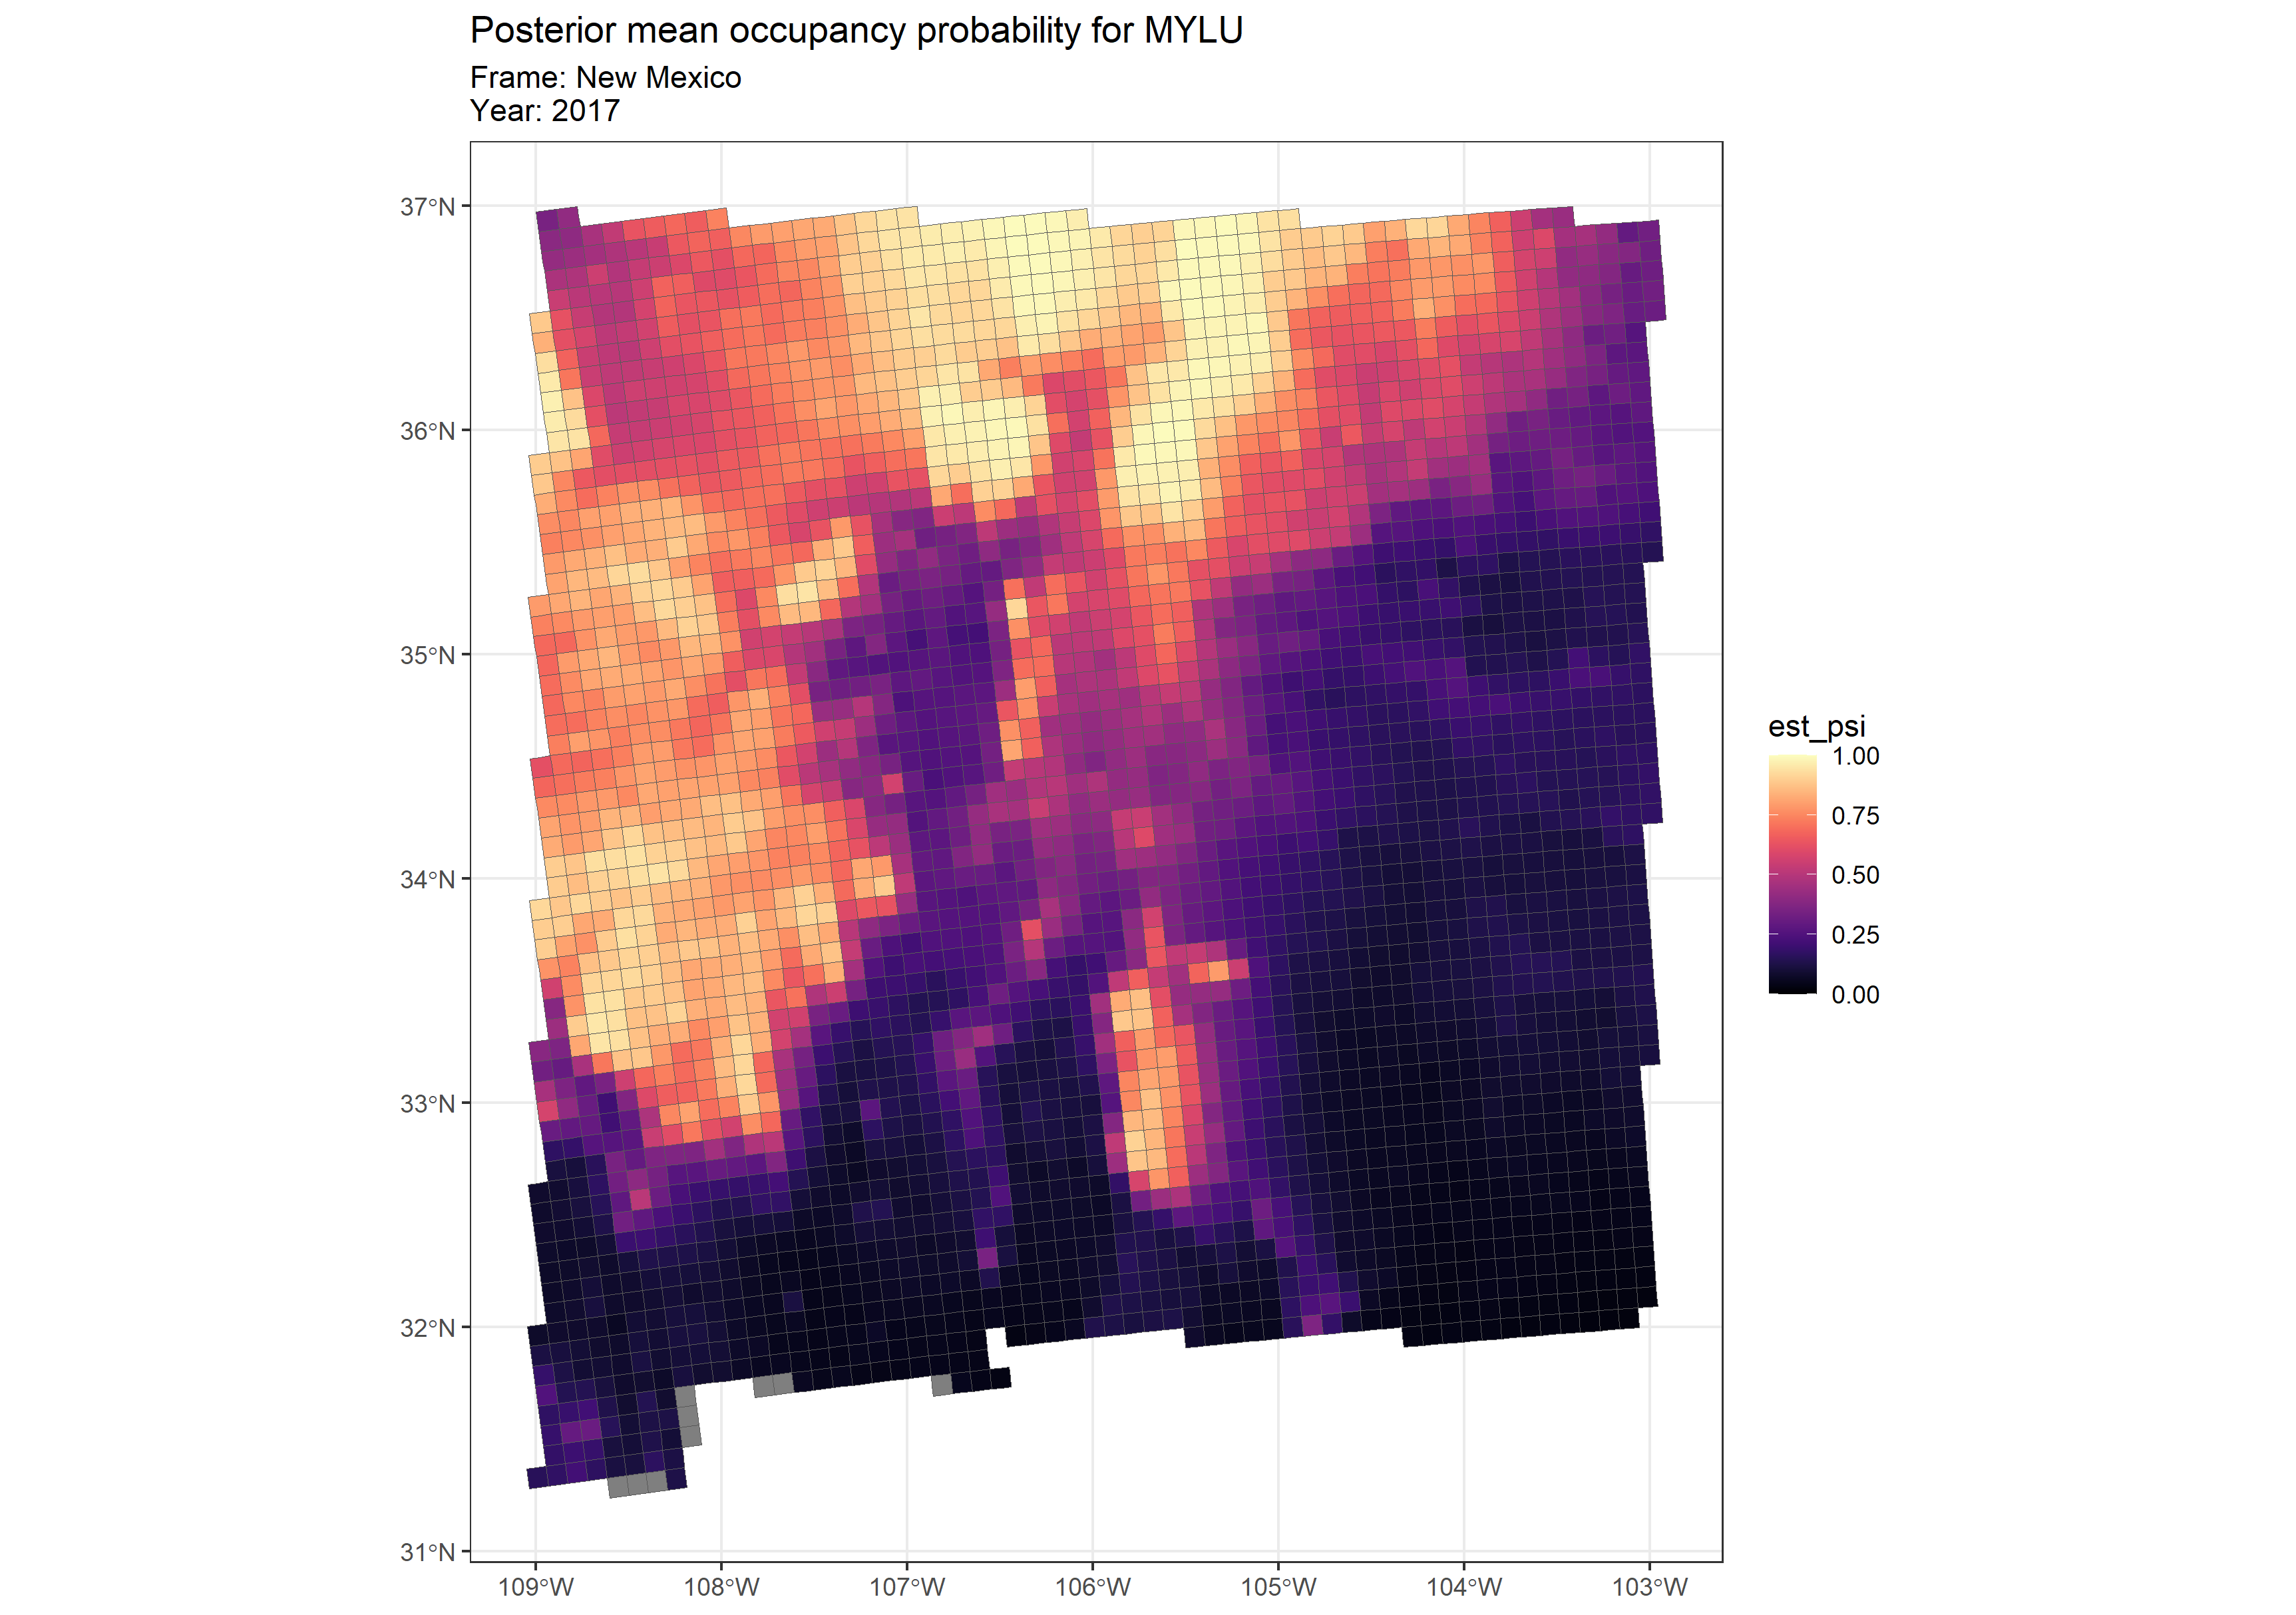 Posterior mean occupancy probability for MYLU
Frame: New Mexico
Year: 2017
37°N
36°N
35°N
34°N
33°N
32°N
31°N
109°W
108°W
107°W
106°W
105°W
104°W
103°W
est_psi
1.00
0.75
0.50
0.25
0.00